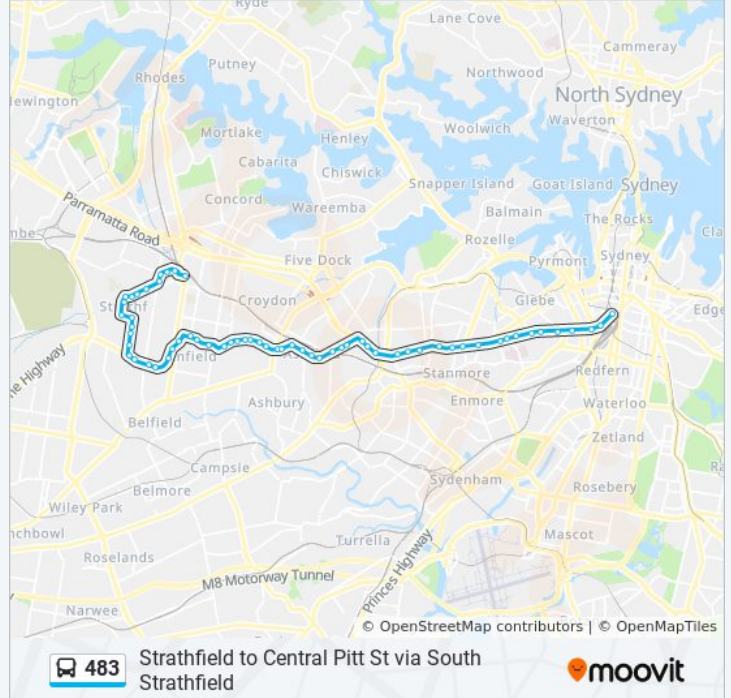 Ryde
Lane Cove
Cammeray
Putney
Northwood
Rhodes
North Sydney
Waverton
Mortlake
Henley
Woolwich
Cabarita
Chiswick
Snapper Island
Goat Island
Sydney
Concord
Wareemba
Balmain
The Rocks
Parramatta Road
Rozelle
Five Dock
Pyrmont
Sydney
Croydon
Glebe
Stanmore
Redfern
Ashbury
Enmore
Waterloo
Belfield
Zetland
Campsie
Belmore
Sydenham
Rosebery
Wiley Park
Turrella
Princes Highway
Mascot
Roselands
M8 Motorway Tunnel
Narwee
© OpenStreetMap contributors | © OpenMapTiles
483
Strathfield to Central Pitt St via South
Strathfield
moovit